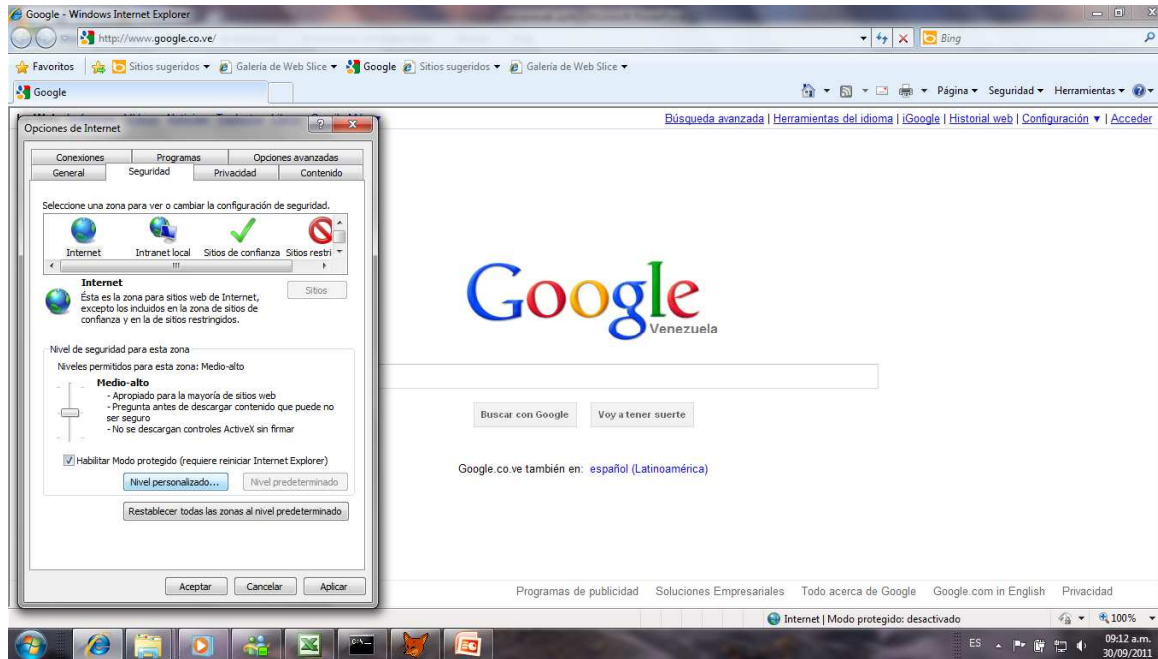 Google - Windows Internet Explorer
http://www.google.co.ve/
Bing
Favoritos
Sitios sugeridos
Galería de Web Slice
Google
Sitios sugeridos
Galería de Web Slice
Google
Página
Seguridad
Herramientas
Búsqueda avanzada | Herramientas del idioma | iGoogle | Historial web | Configuración ▼ | Acceder
Opciones de Internet
Conexiones
Programas
Opciones avanzadas
General
Seguridad
Privacidad
Contenido
Seleccione una zona para ver o cambiar la configuración de seguridad.
Internet
Intranet local
Sitios de confianza
Sitios restri
Internet
Ésta es la zona para sitios web de Internet,
excepto los incluidos en la zona de sitios de
confianza y en la de sitios restringidos.
Sitios
Nivel de seguridad para esta zona
Niveles permitidos para esta zona: Medio-alto
Medio-alto
- Apropiado para la mayoría de sitios web
- Pregunta antes de descargar contenido que puede no
ser seguro
- No se descargan controles ActiveX sin firmar
Habilitar Modo protegido (requiere reiniciar Internet Explorer)
Nivel personalizado...
Nivel predeterminado
Restablecer todas las zonas al nivel predeterminado
Aceptar
Cancelar
Aplicar
Google
Venezuela
Buscar con Google
Voy a tener suerte
Google.co.ve también en: español (Latinoamérica)
Programas de publicidad
Soluciones Empresariales
Todo acerca de Google
Google.com in English
Privacidad
Internet | Modo protegido: desactivado
100%
ES
09:12 a.m.
30/09/2011